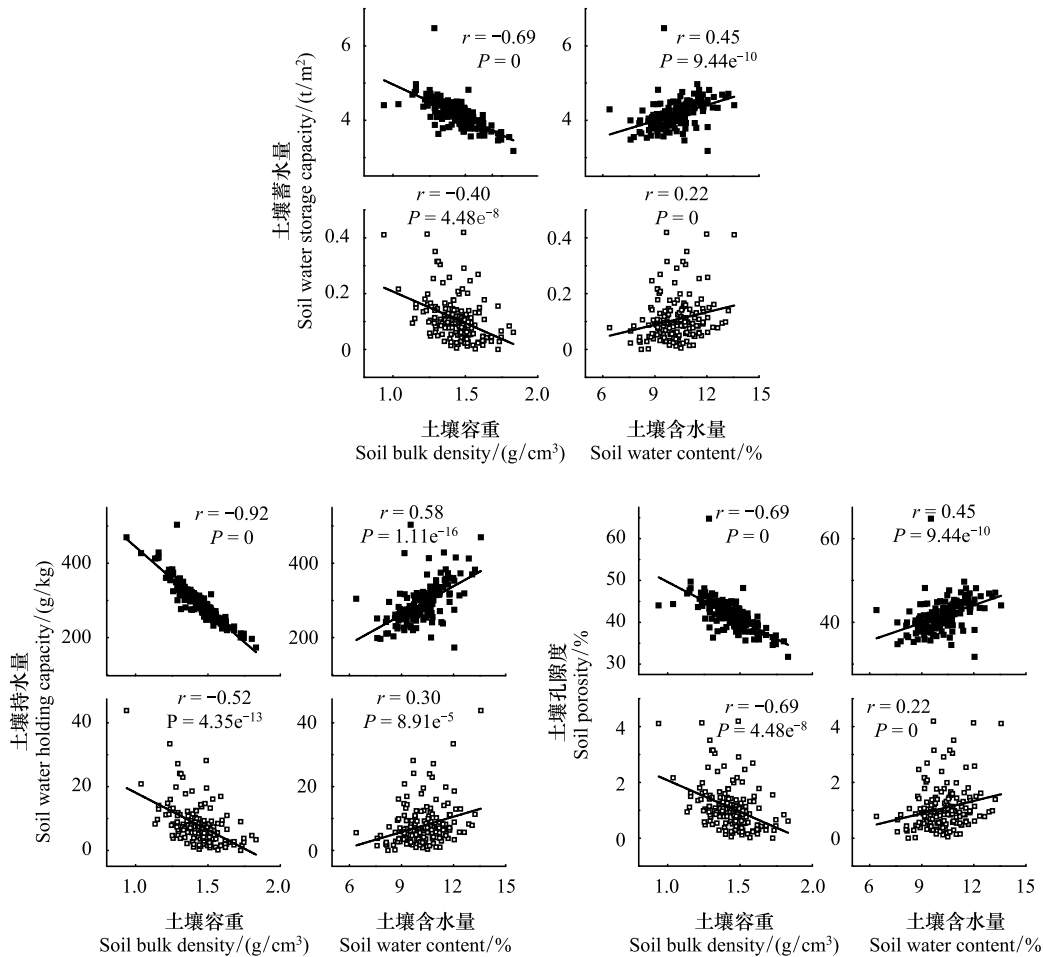 土壤蓄水量
Soil water storage capacity/(t/m²)
6
4
r = −0.69
P = 0
r = 0.45
P = 9.44e⁻¹⁰
0.4
0.2
0
r = −0.40
P = 4.48e⁻⁸
r = 0.22
P = 0
1.0 1.5 2.0
6 9 12 15
土壤容重
Soil bulk density/(g/cm³)
土壤含水量
Soil water content/%
土壤持水量
Soil water holding capacity/(g/kg)
400
200
r = −0.92
P = 0
400
200
r = 0.58
P = 1.11e⁻¹⁶
40
20
0
r = −0.52
P = 4.35e⁻¹³
40
20
0
r = 0.30
P = 8.91e⁻⁵
1.0 1.5 2.0
6 9 12 15
土壤容重
Soil bulk density/(g/cm³)
土壤含水量
Soil water content/%
土壤孔隙度
Soil porosity/%
60
50
40
30
r = −0.69
P = 0
60
40
r = 0.45
P = 9.44e⁻¹⁰
4
2
0
r = −0.69
P = 4.48e⁻⁸
4
2
0
r = 0.22
P = 0
1.0 1.5 2.0
6 9 12 15
土壤容重
Soil bulk density/(g/cm³)
土壤含水量
Soil water content/%
6
4
0.4
0.2
0